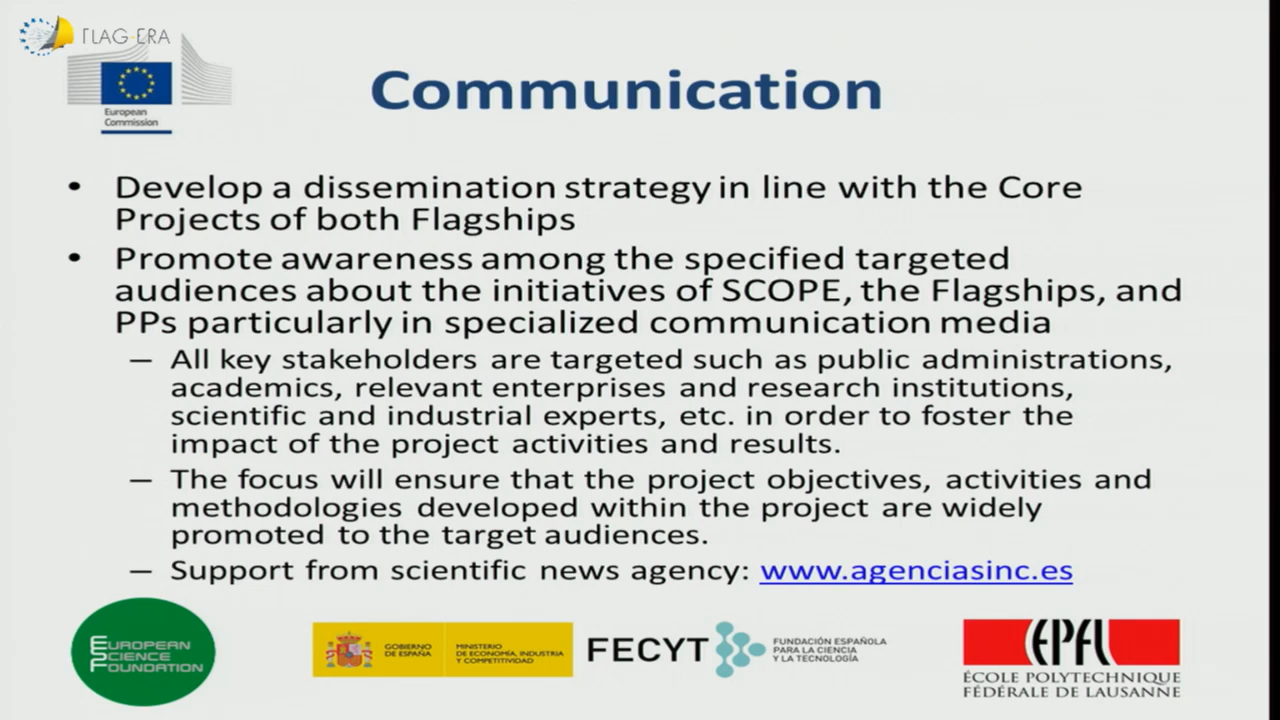 FLAG-ERA
European
Commission
Communication
• Develop a dissemination strategy in line with the Core
Projects of both Flagships
• Promote awareness among the specified targeted
audiences about the initiatives of SCOPE, the Flagships, and
PPs particularly in specialized communication media
– All key stakeholders are targeted such as public administrations,
academics, relevant enterprises and research institutions,
scientific and industrial experts, etc. in order to foster the
impact of the project activities and results.
– The focus will ensure that the project objectives, activities and
methodologies developed within the project are widely
promoted to the target audiences.
– Support from scientific news agency: www.agenciasinc.es
EUROPEAN
SCIENCE
FOUNDATION
GOBIERNO
DE ESPAÑA
MINISTERIO
DE ECONOMÍA, INDUSTRIA
Y COMPETITIVIDAD
FECYT
FUNDACIÓN ESPAÑOLA
PARA LA CIENCIA
Y LA TECNOLOGÍA
EPFL
ÉCOLE POLYTECHNIQUE
FÉDÉRALE DE LAUSANNE